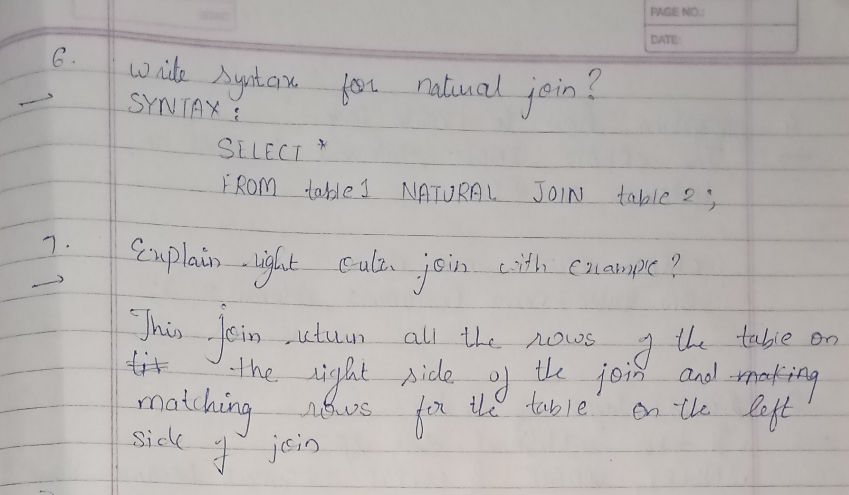 PAGE NO.:
DATE:
6. Write syntax for natural join?
→ SYNTAX:
SELECT *
FROM table1 NATURAL JOIN table 2;
7. Explain right outer join with example?
→
This join return all the rows of the table on
the right side of the join and making
matching rows for the table on the left
side of join